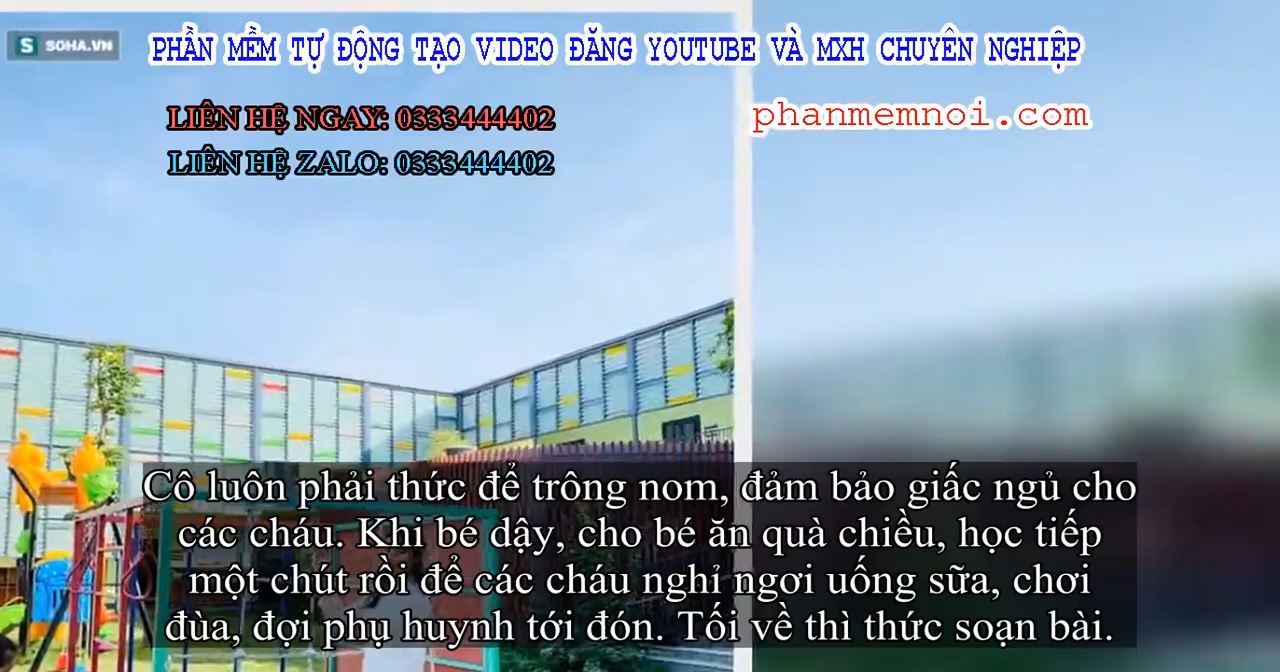 SOHA.VN
PHẦN MỀM TỰ ĐỘNG TẠO VIDEO ĐĂNG YOUTUBE VÀ MXH CHUYÊN NGHIỆP
LIÊN HỆ NGAY: 0333444402
phanmemnoi.com
LIÊN HỆ ZALO: 0333444402
Cô luôn phải thức để trông nom, đảm bảo giấc ngủ cho
các cháu. Khi bé dậy, cho bé ăn quà chiều, học tiếp
một chút rồi để các cháu nghỉ ngơi uống sữa, chơi
đùa, đợi phụ huynh tới đón. Tối về thì thức soạn bài.